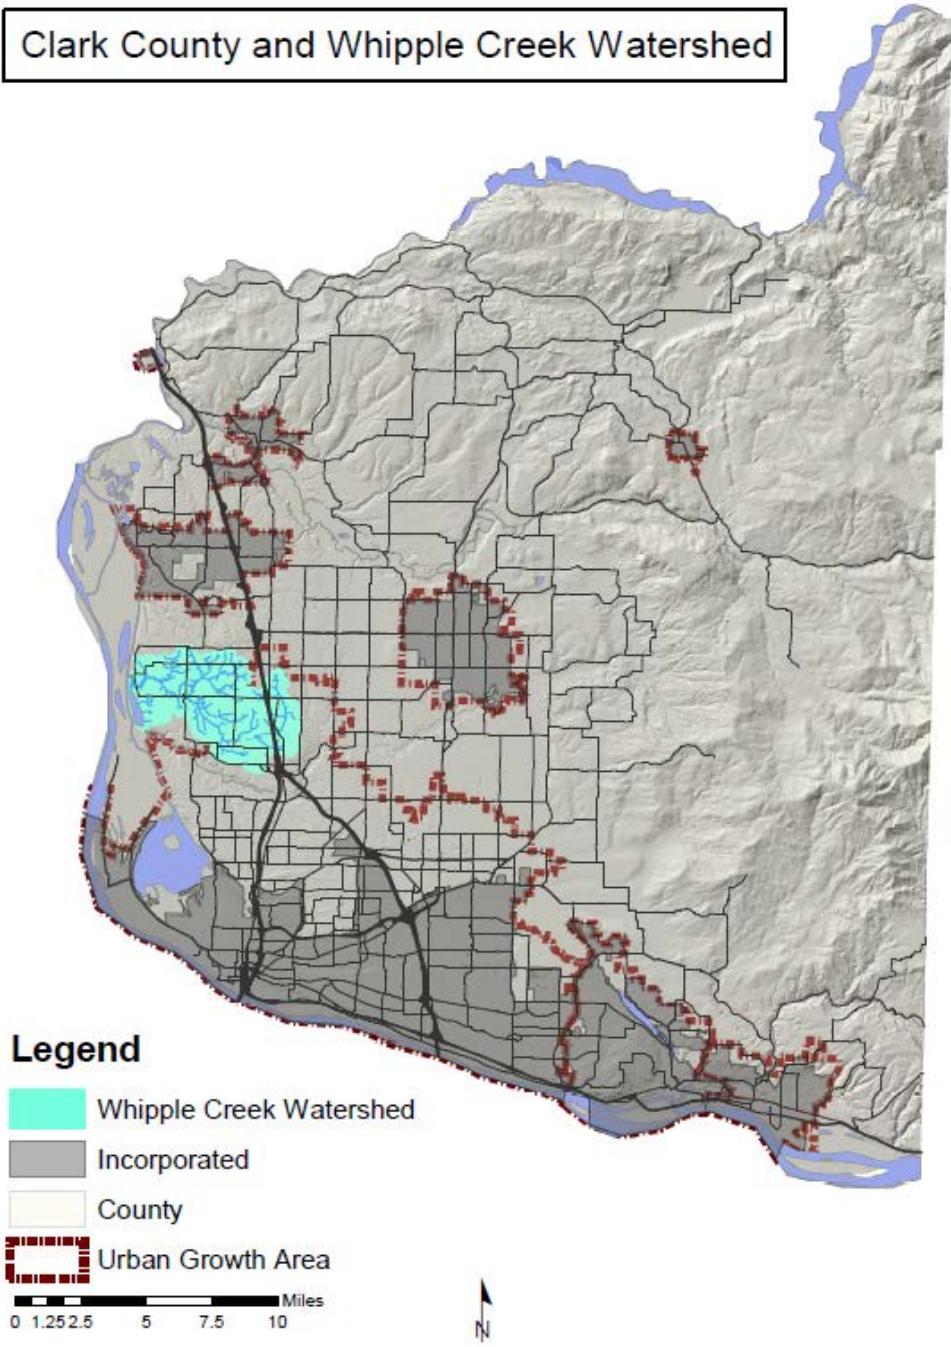 Clark County and Whipple Creek Watershed
Legend
Whipple Creek Watershed
Incorporated
County
Urban Growth Area
Miles
0 1.25 2.5 5 7.5 10
N